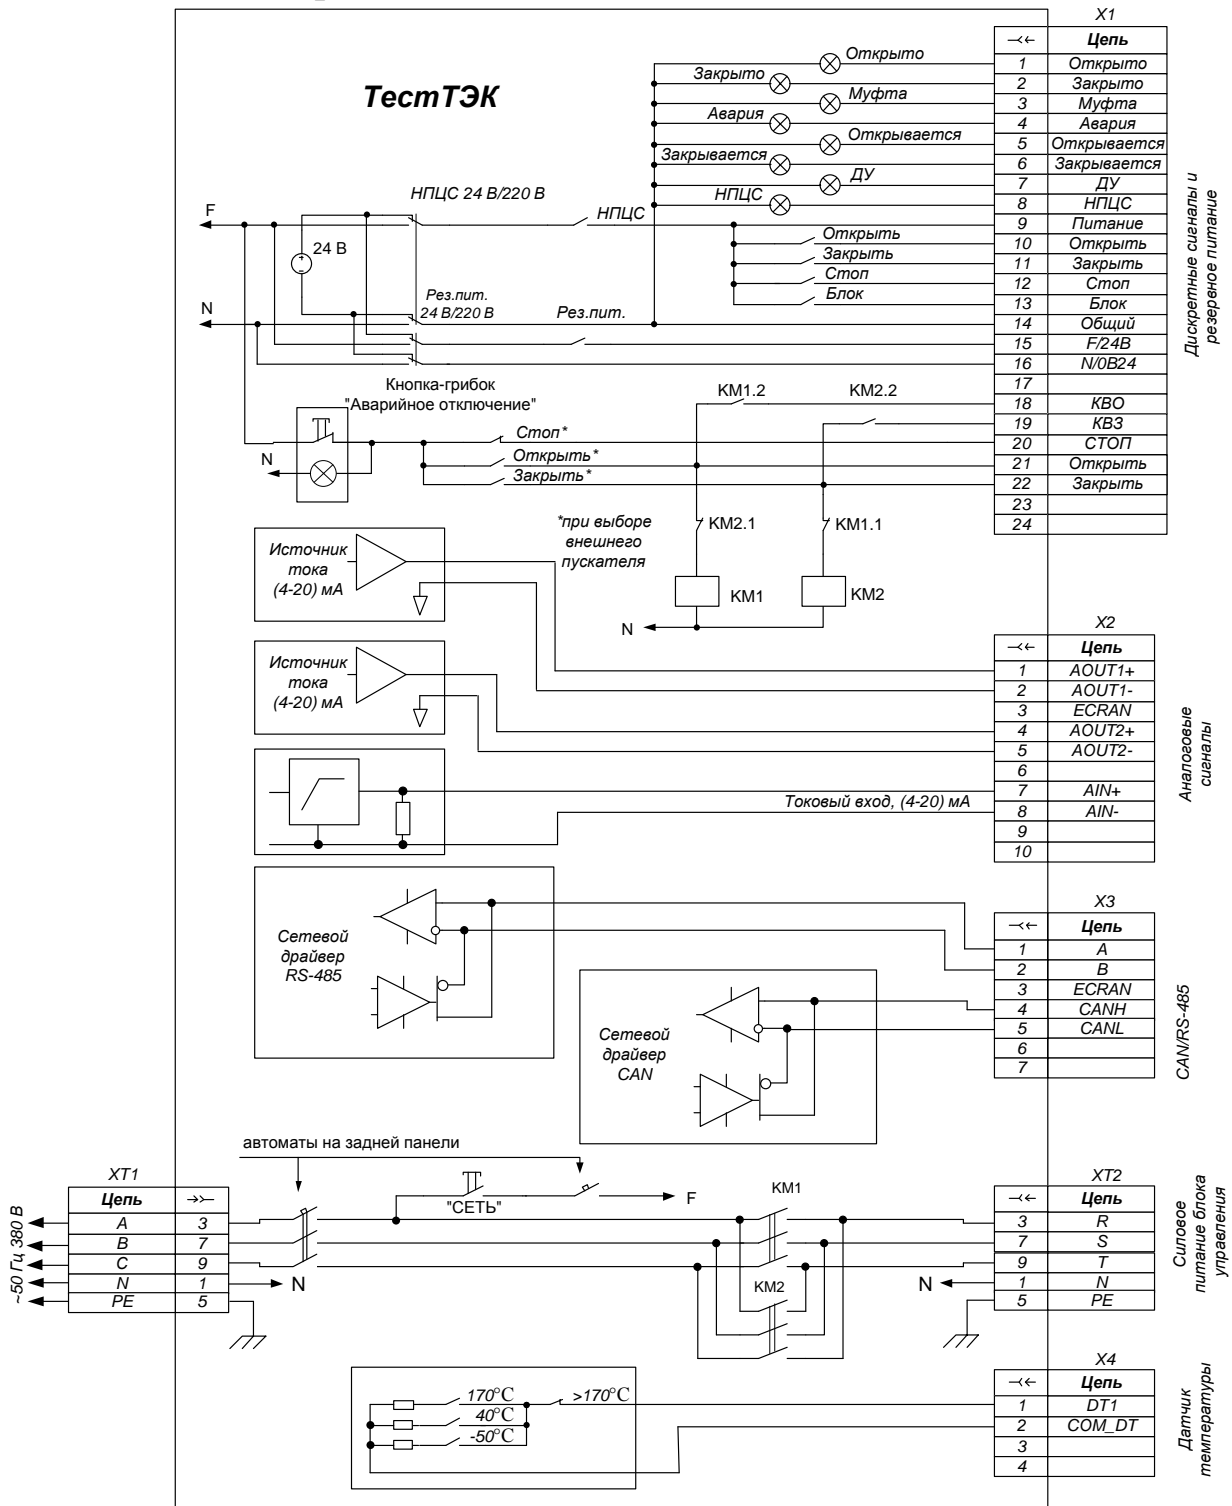 X1
Цепь
1 Открыто
2 Закрыто
3 Муфта
4 Авария
5 Открывается
6 Закрывается
7 ДУ
8 НПЦС
9 Питание
10 Открыть
11 Закрыть
12 Стоп
13 Блок
14 Общий
15 F/24В
16 N/0В24
17
18 КВО
19 КВЗ
20 СТОП
21 Открыть
22 Закрыть
23
24
Дискретные сигналы и
резервное питание
ТестТЭК
Открыто
Закрыто
Муфта
Авария
Открывается
Закрывается
ДУ
НПЦС
НПЦС 24 В/220 В
F
НПЦС
24 В
Открыть
Закрыть
Стоп
Блок
Рез.пит.
24 В/220 В
N
Рез.пит.
Кнопка-грибок
"Аварийное отключение"
KM1.2
KM2.2
N
Стоп*
Открыть*
Закрыть*
*при выборе
внешнего
пускателя
KM2.1
KM1.1
KM1
KM2
N
Источник
тока
(4-20) мА
Источник
тока
(4-20) мА
X2
Цепь
1 AOUT1+
2 AOUT1-
3 ECRAN
4 AOUT2+
5 AOUT2-
6
7 AIN+
8 AIN-
9
10
Аналоговые
сигналы
Токовый вход, (4-20) мА
Сетевой
драйвер
RS-485
Сетевой
драйвер
CAN
X3
Цепь
1 A
2 B
3 ECRAN
4 CANH
5 CANL
6
7
CAN/RS-485
автоматы на задней панели
XT1
Цепь
A 3
B 7
C 9
N 1
PE 5
~50 Гц 380 В
"СЕТЬ"
F
N
KM1
KM2
N
XT2
Цепь
3 R
7 S
9 T
1 N
5 PE
Силовое
питание блока
управления
170°C
40°C
-50°C
>170°C
X4
Цепь
1 DT1
2 COM_DT
3
4
Датчик
температуры